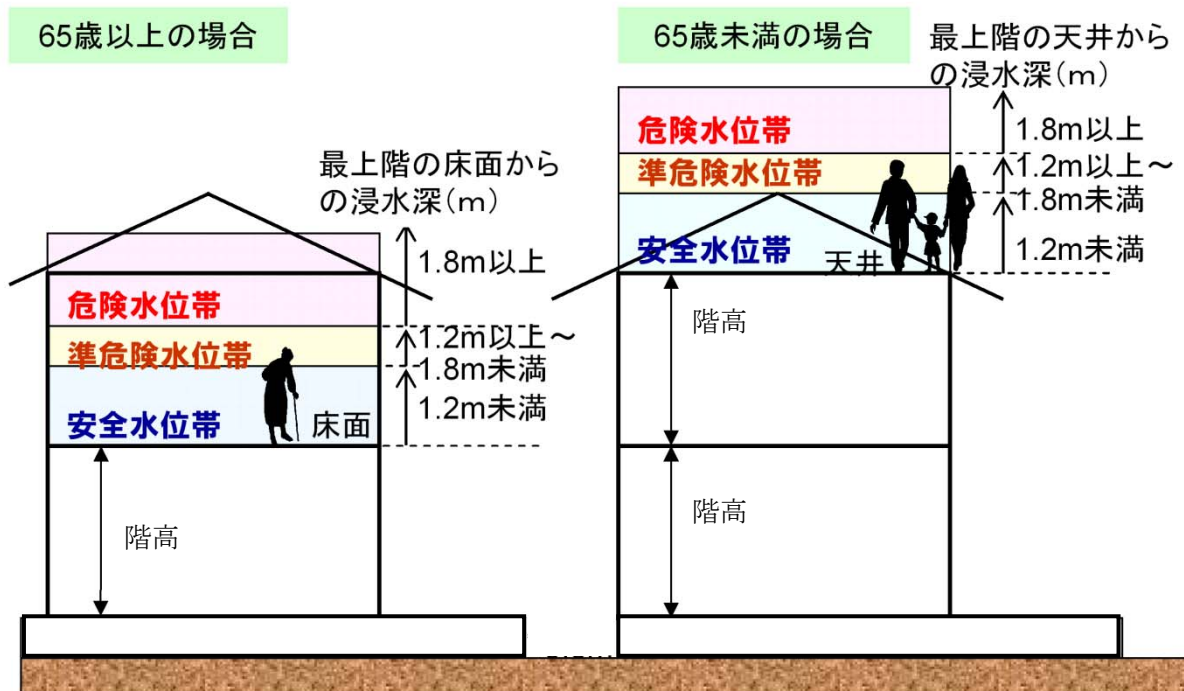 65歳以上の場合
最上階の床面から
の浸水深（m）
1.8m以上
危険水位帯
1.2m以上～
準危険水位帯
1.8m未満
1.2m未満
安全水位帯
床面
階高
65歳未満の場合
最上階の天井から
の浸水深（m）
危険水位帯
1.8m以上
準危険水位帯
1.2m以上～
1.8m未満
安全水位帯
1.2m未満
天井
階高
階高